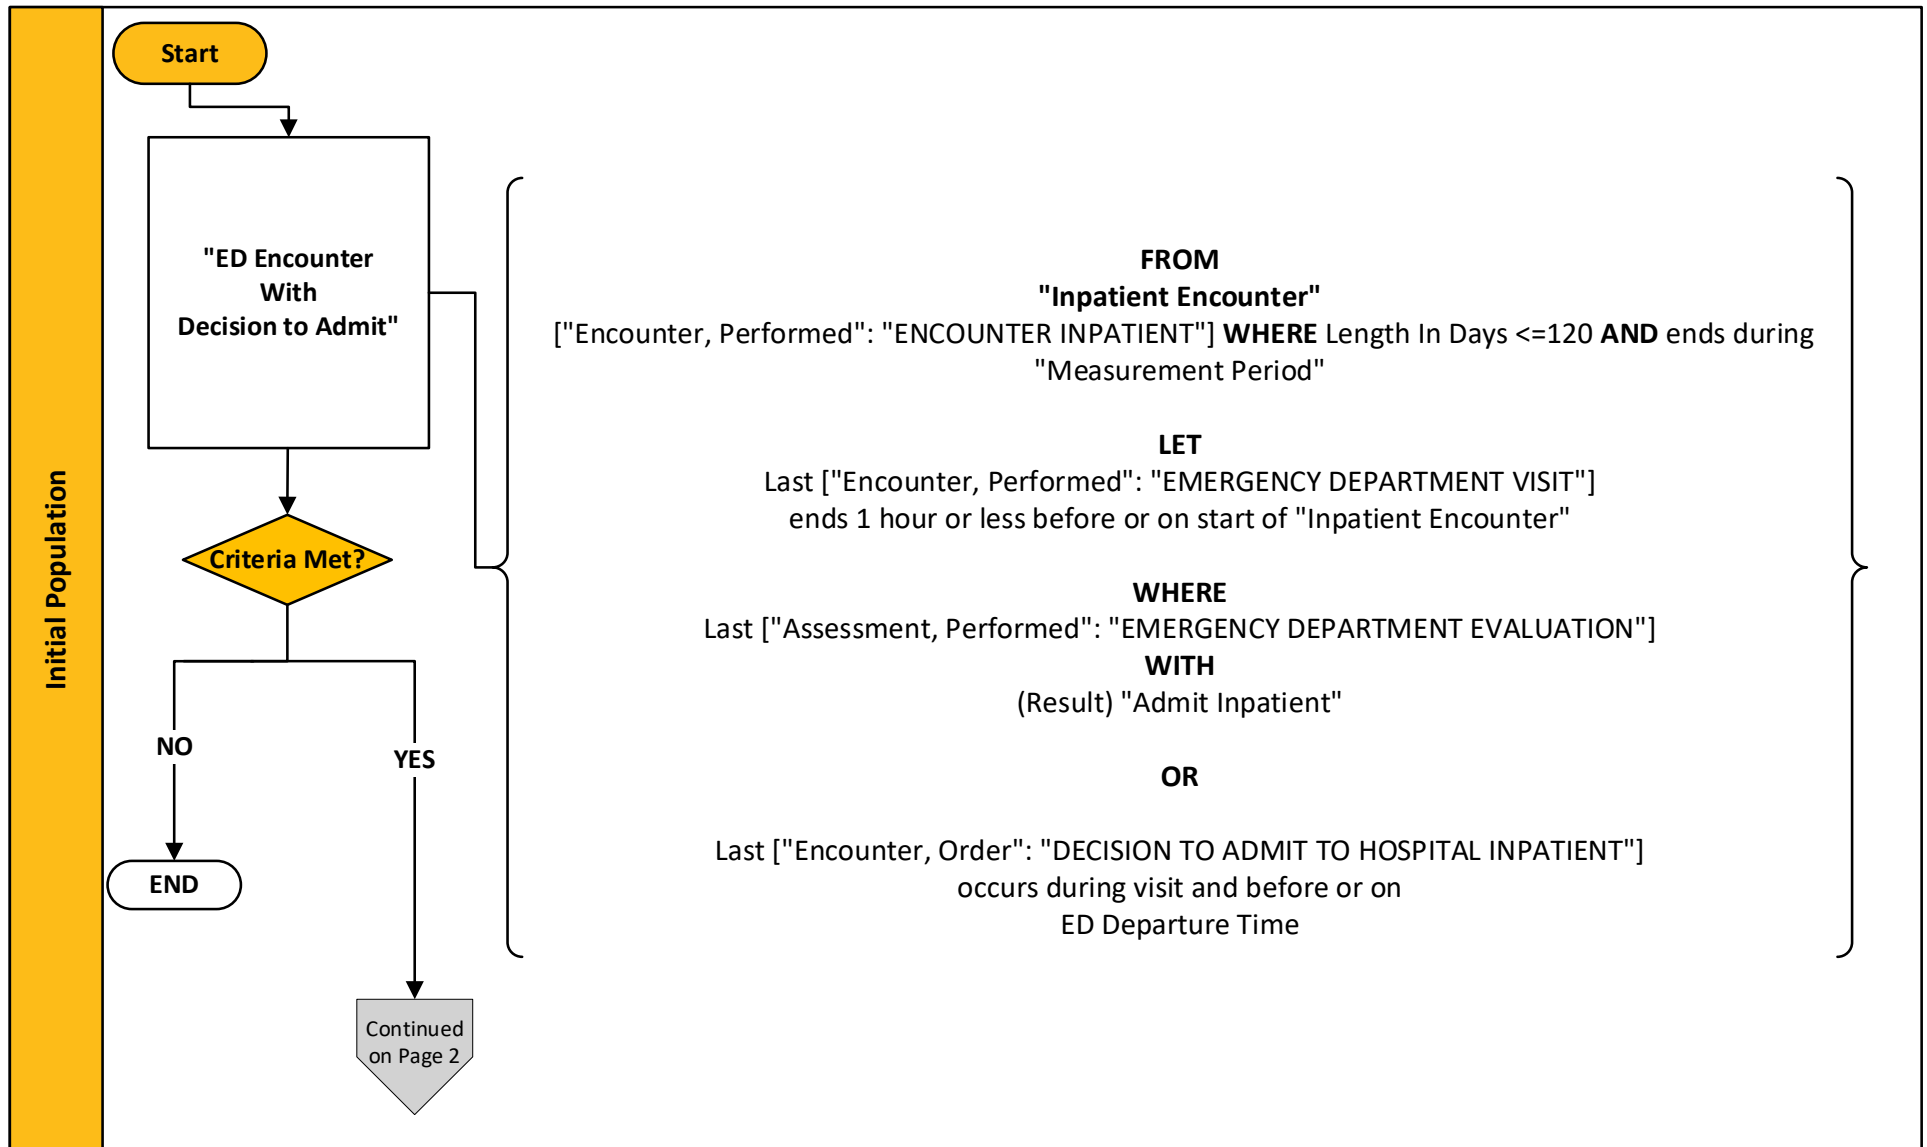 Initial Population
Start
"ED Encounter
With
Decision to Admit"
Criteria Met?
NO
YES
END
Continued
on Page 2
FROM
"Inpatient Encounter"
["Encounter, Performed": "ENCOUNTER INPATIENT"] WHERE Length In Days <=120 AND ends during
"Measurement Period"
LET
Last ["Encounter, Performed": "EMERGENCY DEPARTMENT VISIT"]
ends 1 hour or less before or on start of "Inpatient Encounter"
WHERE
Last ["Assessment, Performed": "EMERGENCY DEPARTMENT EVALUATION"]
WITH
(Result) "Admit Inpatient"
OR
Last ["Encounter, Order": "DECISION TO ADMIT TO HOSPITAL INPATIENT"]
occurs during visit and before or on
ED Departure Time